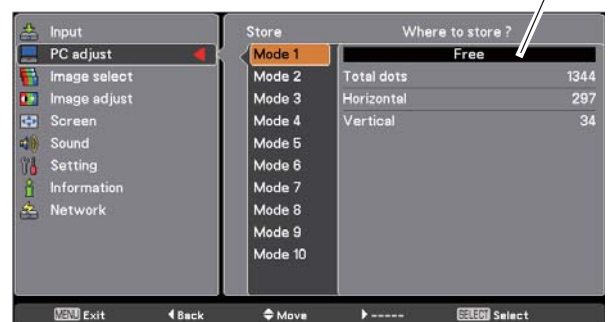 Input
PC adjust
Image select
Image adjust
Screen
Sound
Setting
Information
Network
Store
Mode 1
Mode 2
Mode 3
Mode 4
Mode 5
Mode 6
Mode 7
Mode 8
Mode 9
Mode 10
Where to store ?
Free
Total dots 1344
Horizontal 297
Vertical 34
MENU Exit Back Move ----- SELECT Select